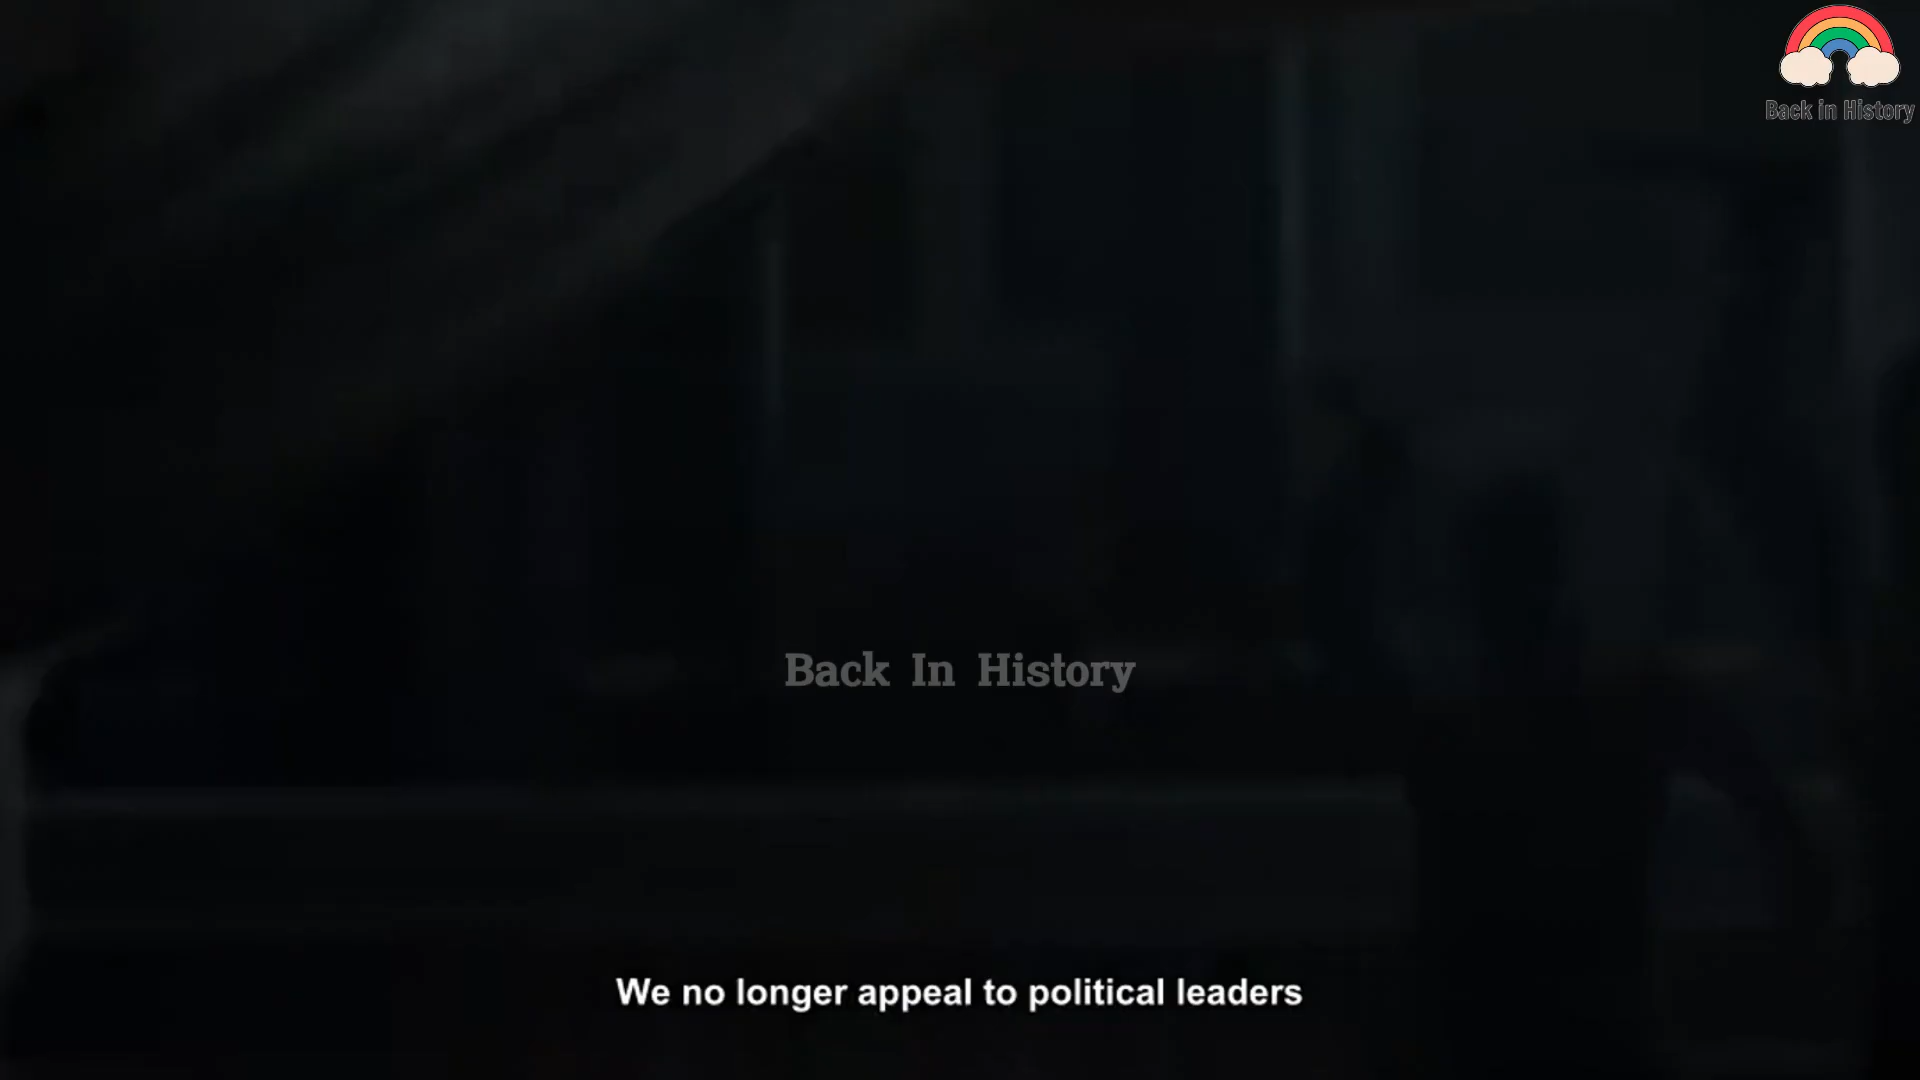 Back in History
Back In History
We no longer appeal to political leaders